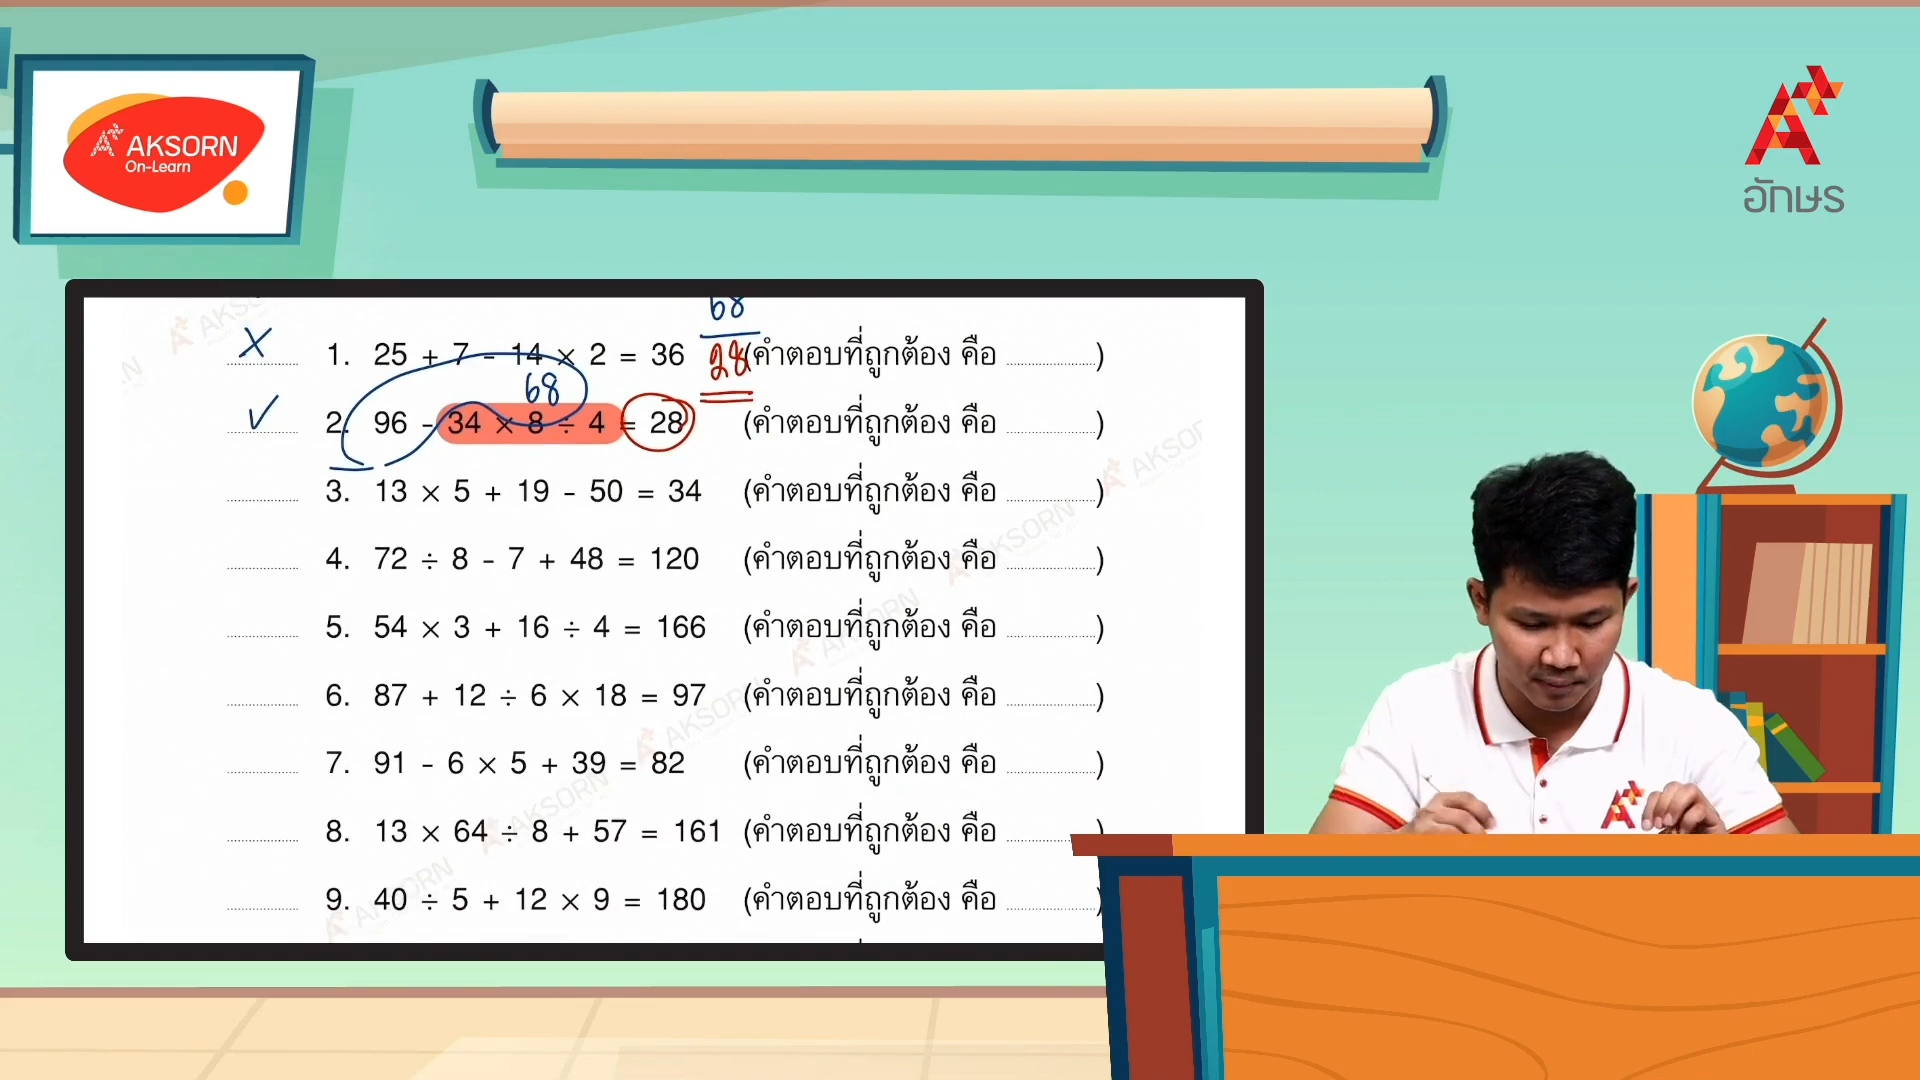 AKSORN
On-Learn
อักษร
68
X 1. 25 + 7 - 14 × 2 = 36 28 (คำตอบที่ถูกต้อง คือ ............)
68
✓ 2. 96 - 34 × 8 ÷ 4 = 28 (คำตอบที่ถูกต้อง คือ ............)
............ 3. 13 × 5 + 19 - 50 = 34 (คำตอบที่ถูกต้อง คือ ............)
............ 4. 72 ÷ 8 - 7 + 48 = 120 (คำตอบที่ถูกต้อง คือ ............)
............ 5. 54 × 3 + 16 ÷ 4 = 166 (คำตอบที่ถูกต้อง คือ ............)
............ 6. 87 + 12 ÷ 6 × 18 = 97 (คำตอบที่ถูกต้อง คือ ............)
............ 7. 91 - 6 × 5 + 39 = 82 (คำตอบที่ถูกต้อง คือ ............)
............ 8. 13 × 64 ÷ 8 + 57 = 161 (คำตอบที่ถูกต้อง คือ ............)
............ 9. 40 ÷ 5 + 12 × 9 = 180 (คำตอบที่ถูกต้อง คือ ............)